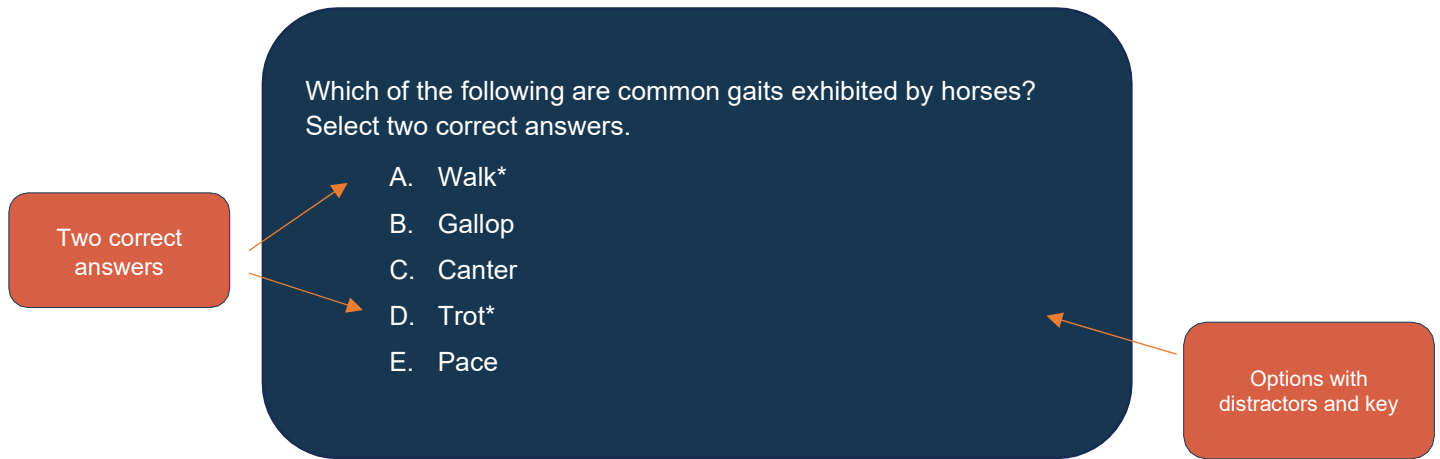 Which of the following are common gaits exhibited by horses?
Select two correct answers.
A. Walk*
B. Gallop
C. Canter
D. Trot*
E. Pace
Two correct
answers
Options with
distractors and key